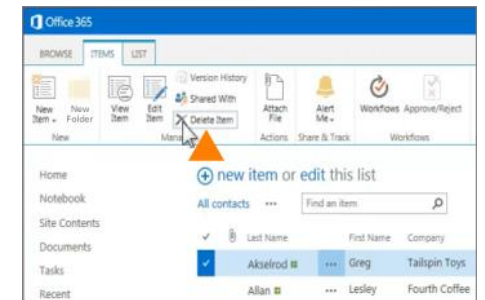 Office 365
BROWSE ITEMS LIST
Version History
Shared With
Delete Item
New Item
New Folder
View Item
Edit Item
Attach File
Alert Me
Workflows Approve/Reject
New Mana Actions Share & Track Workflows
Home
Notebook
Site Contents
Documents
Tasks
Recent
new item or edit this list
All contacts ... Find an item
Last Name First Name Company
Akselrod ... Greg Tailspin Toys
Allan ... Lesley Fourth Coffee